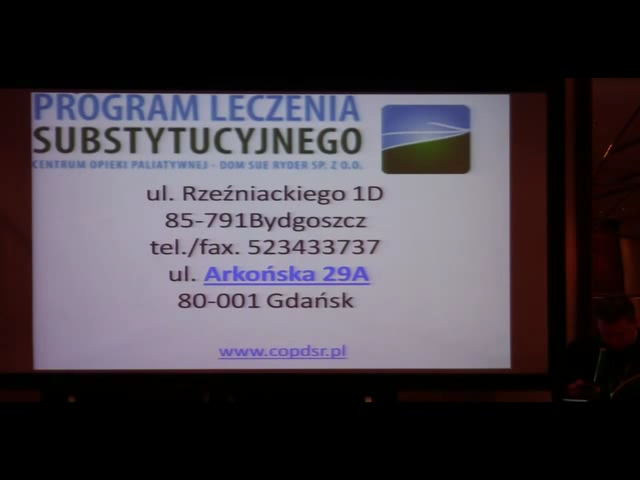 PROGRAM LECZENIA
SUBSTYTUCYJNEGO
CENTRUM OPIEKI PALIATYWNEJ - DOM SUE RYDER SP. Z O.O.
ul. Rzeźniackiego 1D
85-791Bydgoszcz
tel./fax. 523433737
ul. Arkońska 29A
80-001 Gdańsk
www.copdsr.pl